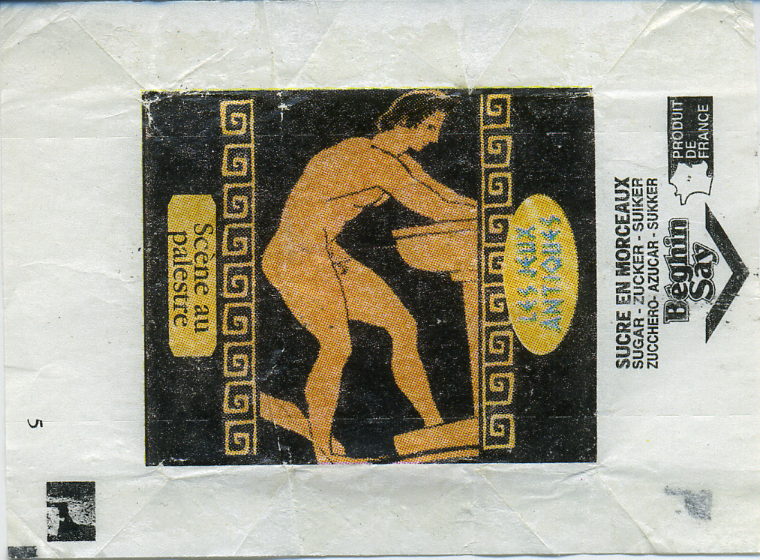 LES JEUX
ANTIQUES
Scène au
palestre
SUCRE EN MORCEAUX
SUGAR - ZUCKER - SUIKER
ZUCCHERO - AZUCAR - SUKKER
Béghin
Say
PRODUIT
DE
FRANCE
5